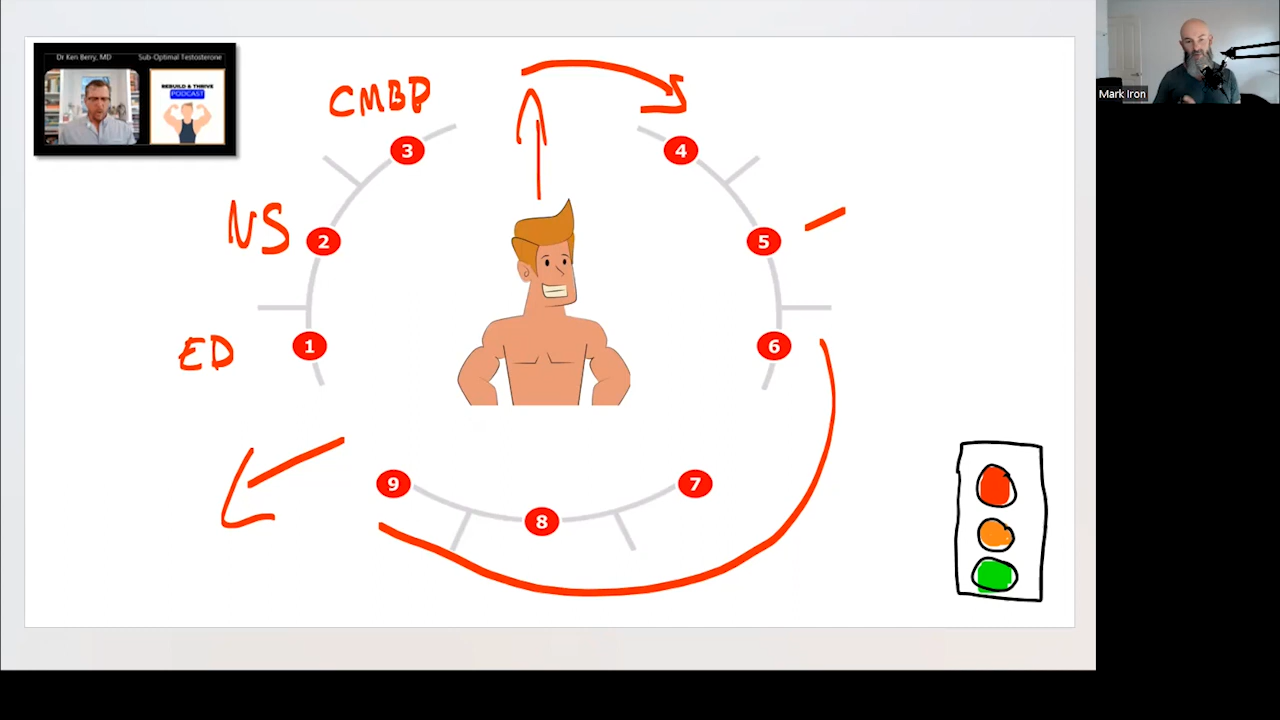 Dr Ken Berry, MD
Sub-Optimal Testosterone
REBUILD & THRIVE
PODCAST
Mark Iron
CMBP
3
4
NS
2
5
ED
1
6
9
7
8